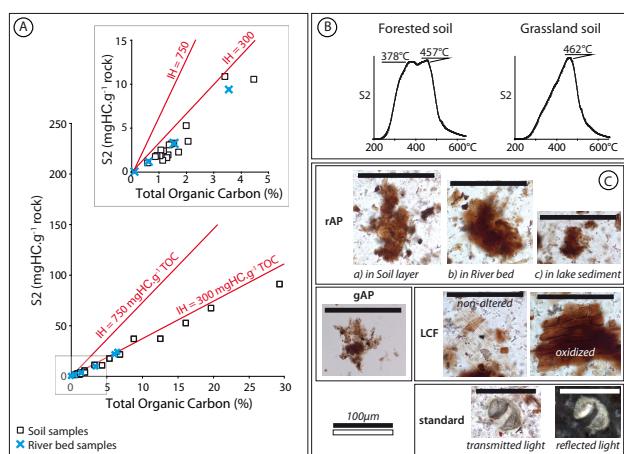 A
S2 (mgHC.g-1 rock)
15
10
5
0
IH = 750
IH = 300
0
1
2
3
4
5
Total Organic Carbon (%)
S2 (mgHC.g-1 rock)
250
200
150
100
50
0
IH = 750 mgHC.g-1 TOC
IH = 300 mgHC.g-1 TOC
0
5
10
15
20
25
30
Total Organic Carbon (%)
Soil samples
River bed samples
B
Forested soil
378°C
457°C
S2
200
400
600°C
Grassland soil
462°C
S2
200
400
600°C
C
rAP
a) in Soil layer
b) in River bed
c) in lake sediment
gAP
LCF
non-altered
oxidized
100µm
standard
transmitted light
reflected light